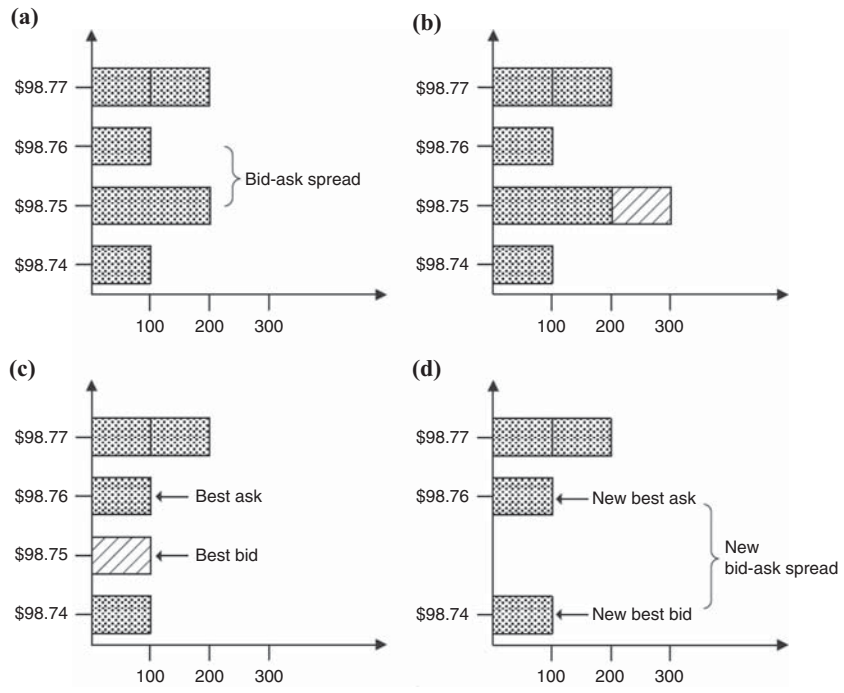 (a)
$98.77
$98.76
$98.75
$98.74
Bid-ask spread
100 200 300
(b)
$98.77
$98.76
$98.75
$98.74
100 200 300
(c)
$98.77
$98.76
$98.75
$98.74
Best ask
Best bid
100 200 300
(d)
$98.77
$98.76
$98.74
New best ask
New
bid-ask spread
New best bid
100 200 300